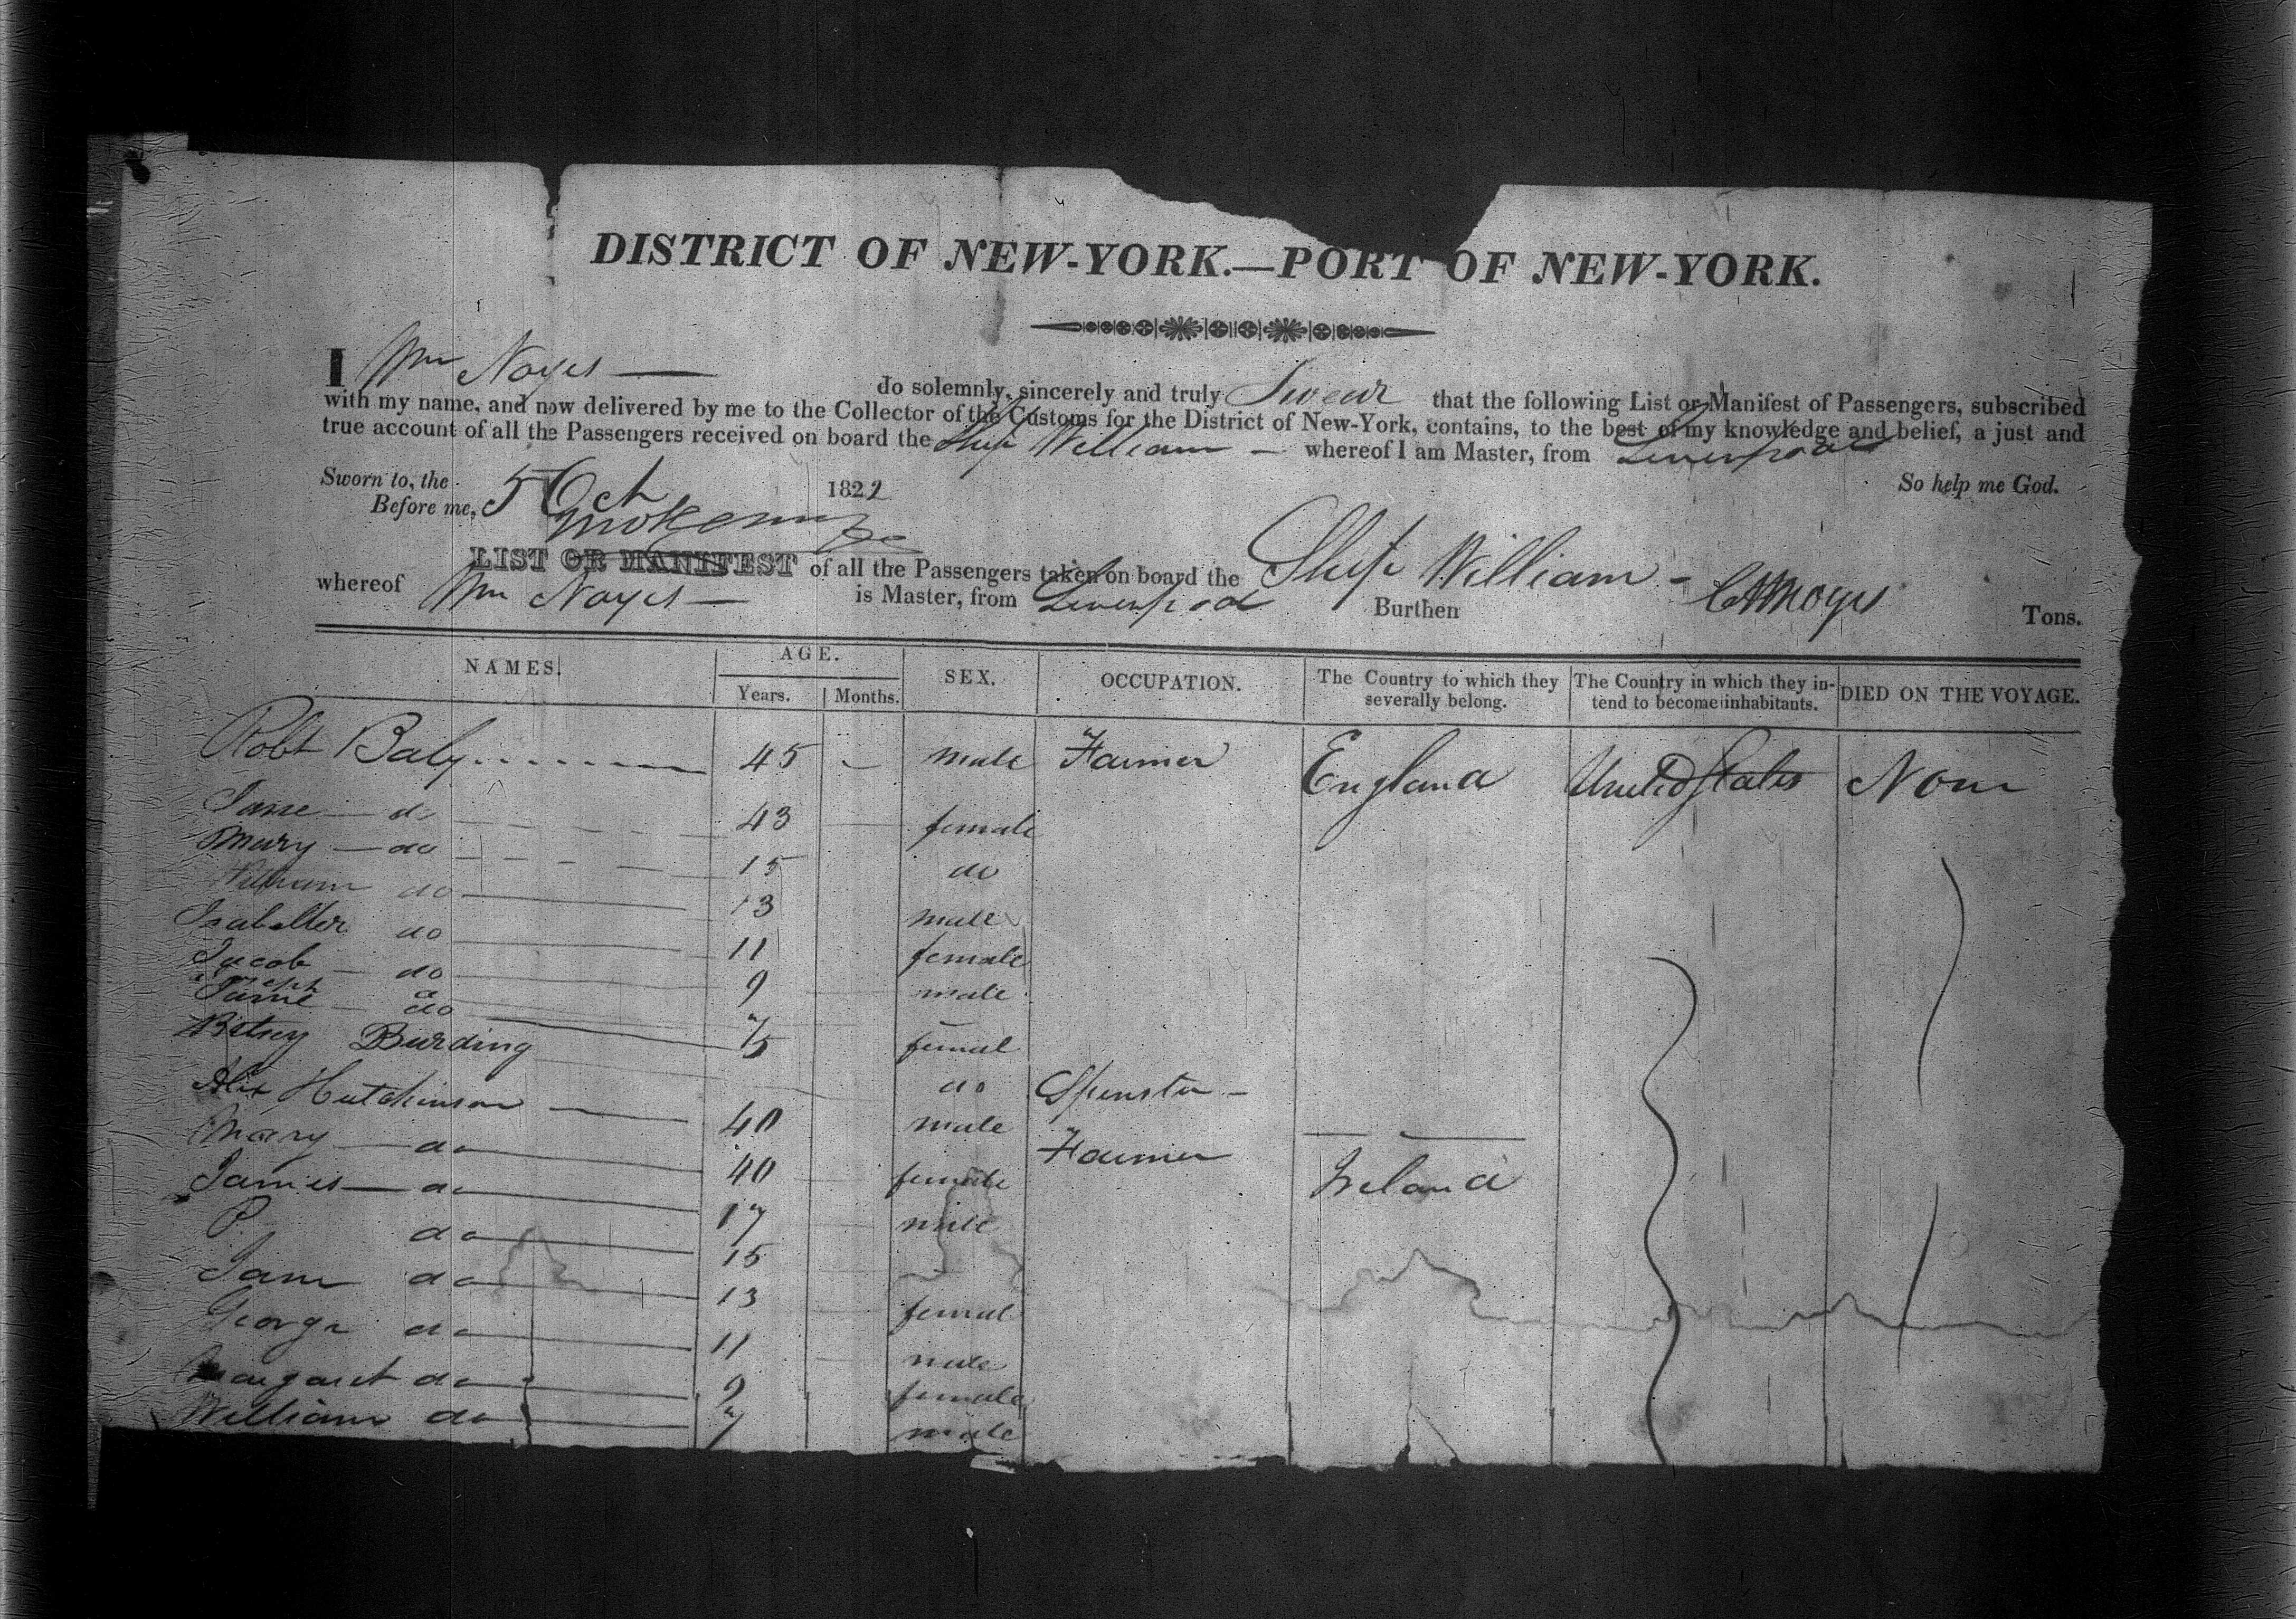 DISTRICT OF NEW-YORK.—PORT OF NEW-YORK.
I Wm Noyes — do solemnly, sincerely and truly Swear that the following List or Manifest of Passengers, subscribed
with my name, and now delivered by me to the Collector of the Customs for the District of New-York, contains, to the best of my knowledge and belief, a just and
true account of all the Passengers received on board the Ship William — whereof I am Master, from Liverpool
Sworn to, the 5 Oct 1822 So help me God.
Before me,
LIST OR MANIFEST of all the Passengers taken on board the Ship William -
whereof Wm Noyes — is Master, from Liverpool Burthen Tons.
NAMES. AGE. SEX. OCCUPATION. The Country to which they severally belong. The Country in which they intend to become inhabitants. DIED ON THE VOYAGE.
Years. Months.
Robt Baly 45 - male Farmer England United States None
Jane do 43 female
Mary do 15 do
William do 13 male
Isabella do 11 female
Jacob do 9 male
Joseph do 7
Jane do 5 female
Betsey Burding do Spinster -
Alex Hutchinson 40 male Farmer Ireland
Mary do 40 female
James do 17 male
P. do 15
Jane do 13 female
George do 11 male
Margaret do 9 female
William do 7 male